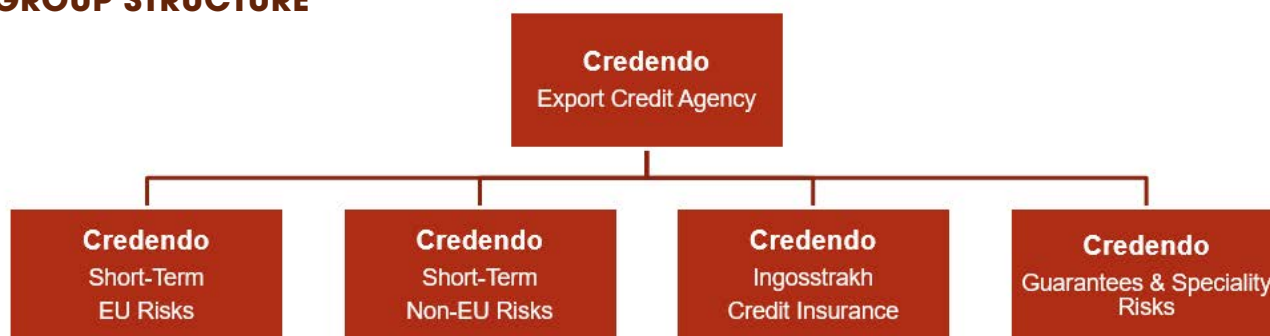 GROUP STRUCTURE
Credendo
Export Credit Agency
Credendo
Short-Term
EU Risks
Credendo
Short-Term
Non-EU Risks
Credendo
Ingosstrakh
Credit Insurance
Credendo
Guarantees & Speciality
Risks